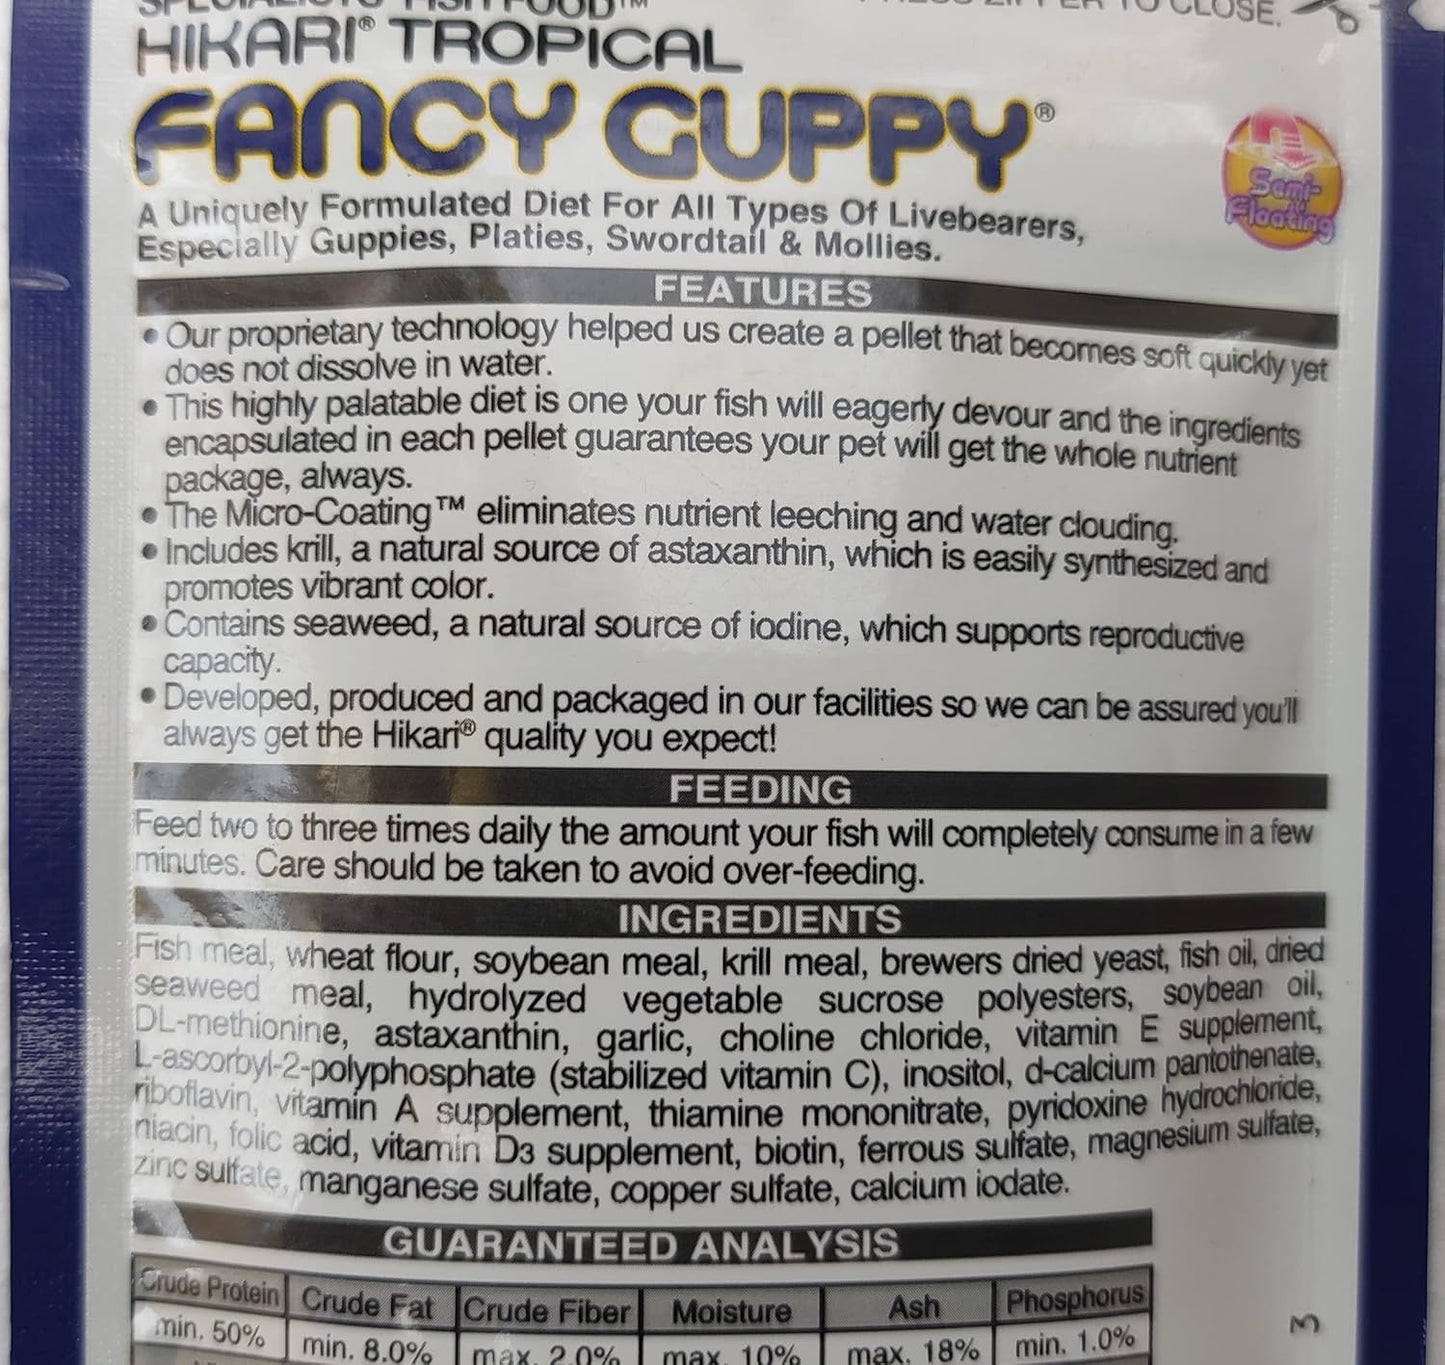 SPECIALISTS FISH FOOD™
PRESS ZIPPER TO CLOSE.
HIKARI® TROPICAL
FANCY GUPPY®
Semi-
Floating
A Uniquely Formulated Diet For All Types Of Livebearers,
Especially Guppies, Platies, Swordtail & Mollies.
FEATURES
• Our proprietary technology helped us create a pellet that becomes soft quickly yet
does not dissolve in water.
• This highly palatable diet is one your fish will eagerly devour and the ingredients
encapsulated in each pellet guarantees your pet will get the whole nutrient
package, always.
• The Micro-Coating™ eliminates nutrient leeching and water clouding.
• Includes krill, a natural source of astaxanthin, which is easily synthesized and
promotes vibrant color.
• Contains seaweed, a natural source of iodine, which supports reproductive
capacity.
• Developed, produced and packaged in our facilities so we can be assured you'll
always get the Hikari® quality you expect!
FEEDING
Feed two to three times daily the amount your fish will completely consume in a few
minutes. Care should be taken to avoid over-feeding.
INGREDIENTS
Fish meal, wheat flour, soybean meal, krill meal, brewers dried yeast, fish oil, dried
seaweed meal, hydrolyzed vegetable sucrose polyesters, soybean oil,
DL-methionine, astaxanthin, garlic, choline chloride, vitamin E supplement,
L-ascorbyl-2-polyphosphate (stabilized vitamin C), inositol, d-calcium pantothenate,
riboflavin, vitamin A supplement, thiamine mononitrate, pyridoxine hydrochloride,
niacin, folic acid, vitamin D3 supplement, biotin, ferrous sulfate, magnesium sulfate,
zinc sulfate, manganese sulfate, copper sulfate, calcium iodate.
GUARANTEED ANALYSIS
Crude Protein Crude Fat Crude Fiber Moisture Ash Phosphorus
min. 50% min. 8.0% max. 2.0% max. 10% max. 18% min. 1.0%
3